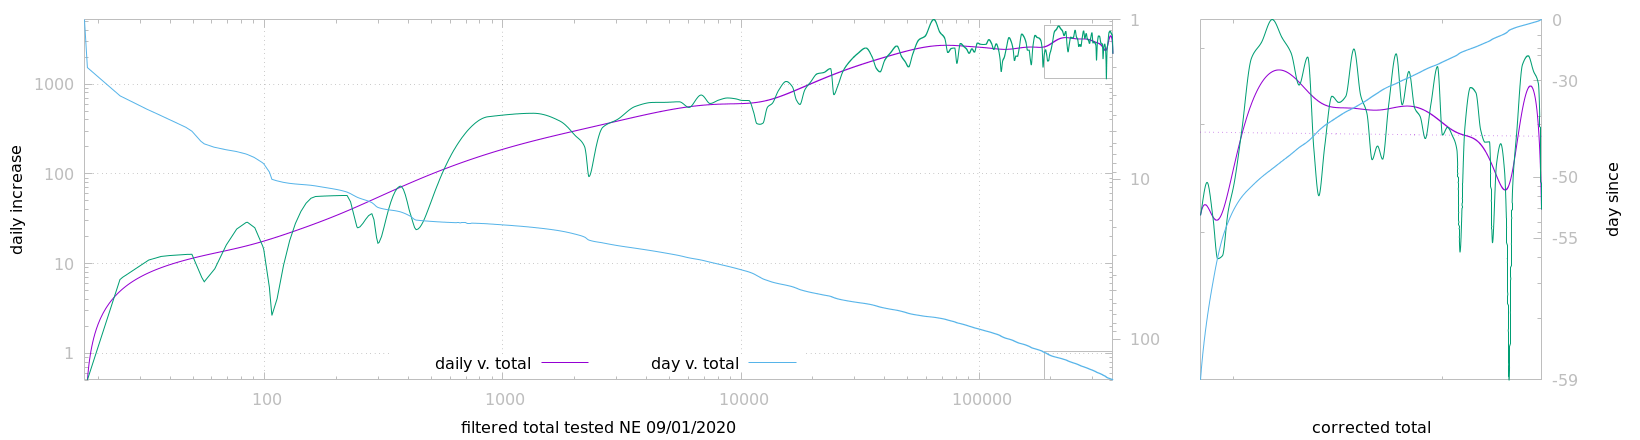 daily increase
1000
100
10
1
100
1000
10000
100000
1
10
100
daily v. total
day v. total
filtered total tested NE 09/01/2020
0
-30
-50
-55
-59
day since
corrected total